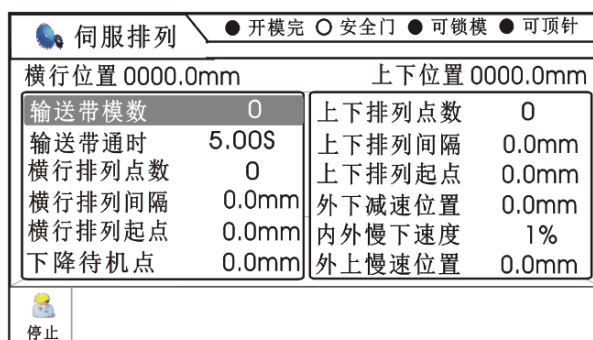 伺服排列 ● 开模完 ○ 安全门 ● 可锁模 ● 可顶针
横行位置 0000.0mm 上下位置 0000.0mm
输送带模数 0 上下排列点数 0
输送带通时 5.00S 上下排列间隔 0.0mm
横行排列点数 0 上下排列起点 0.0mm
横行排列间隔 0.0mm 外下减速位置 0.0mm
横行排列起点 0.0mm 内外慢下速度 1%
下降待机点 0.0mm 外上慢速位置 0.0mm
停止